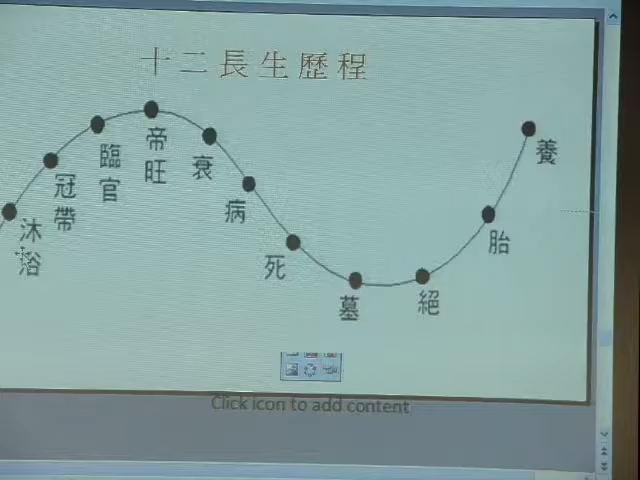 十二長生歷程
沐浴
冠帶
臨官
帝旺
衰
病
死
墓
絕
胎
養
Click icon to add content